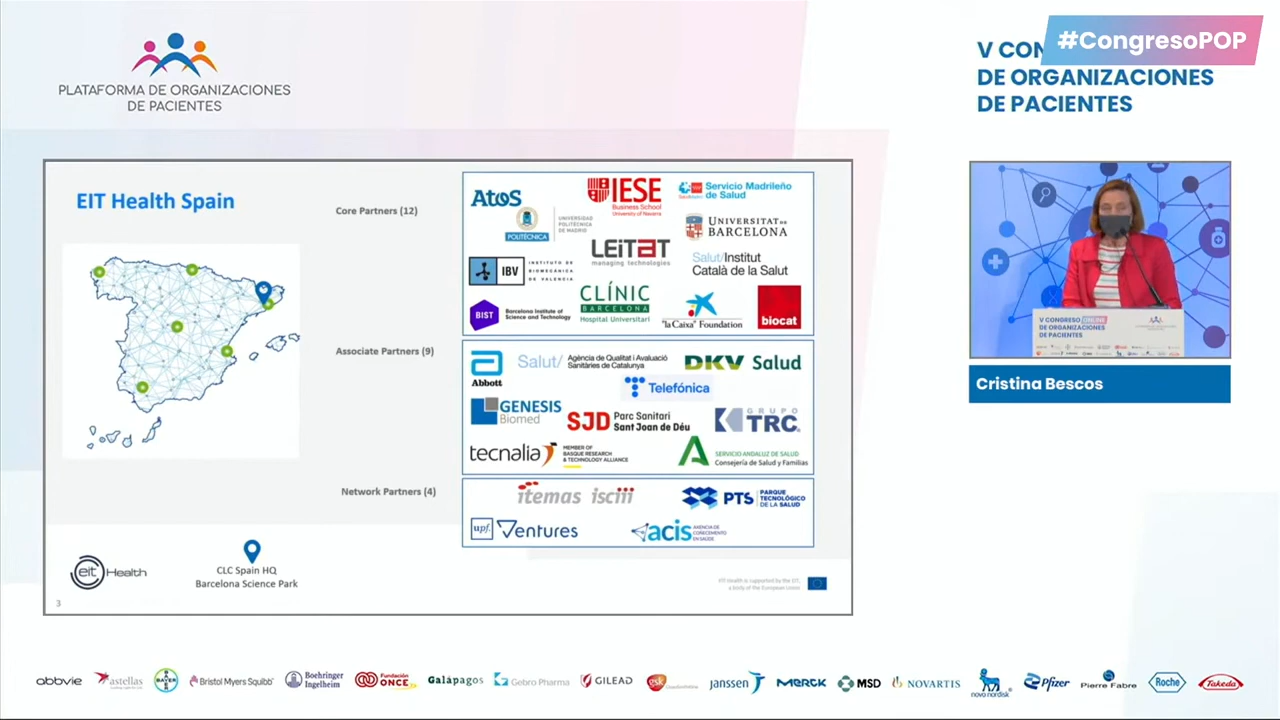 #CongresoPOP
PLATAFORMA DE ORGANIZACIONES
DE PACIENTES
V CON
DE ORGANIZACIONES
DE PACIENTES
EIT Health Spain
Core Partners (12)
Atos
IESE
Business School
University of Navarra
Servicio Madrileño
de Salud
POLITÉCNICA
UNIVERSIDAD
POLITÉCNICA
DE MADRID
UNIVERSITAT DE
BARCELONA
LEITAT
managing technologies
IBV
INSTITUTO DE
BIOMECÁNICA
DE VALENCIA
Salut/Institut
Català de la Salut
BIST
Barcelona Institute of
Science and Technology
CLÍNIC
BARCELONA
Hospital Universitari
"la Caixa" Foundation
biocat
Associate Partners (9)
Abbott
Salut/ Agència de Qualitat i Avaluació
Sanitàries de Catalunya
DKV Salud
Telefónica
GENESIS
Biomed
SJD Parc Sanitari
Sant Joan de Déu
GRUPO
TRC
tecnalia
MEMBER OF
BASQUE RESEARCH
& TECHNOLOGY ALLIANCE
SERVICIO ANDALUZ DE SALUD
Consejería de Salud y Familias
Network Partners (4)
itemas isciii
PTS PARQUE
TECNOLÓGICO
DE LA SALUD
upf. Ventures
acis
AXENCIA DE
COÑECEMENTO
EN SAÚDE
eit Health
CLC Spain HQ
Barcelona Science Park
EIT Health is supported by the EIT,
a body of the European Union
3
V CONGRESO ONLINE
DE ORGANIZACIONES
DE PACIENTES
Cristina Bescos
abbvie
astellas
BAYER
Bristol Myers Squibb
Boehringer
Ingelheim
Fundación
ONCE
Galápagos
Gebro Pharma
GILEAD
gsk
janssen
MERCK
MSD
NOVARTIS
novo nordisk
Pfizer
Pierre Fabre
Roche
Takeda